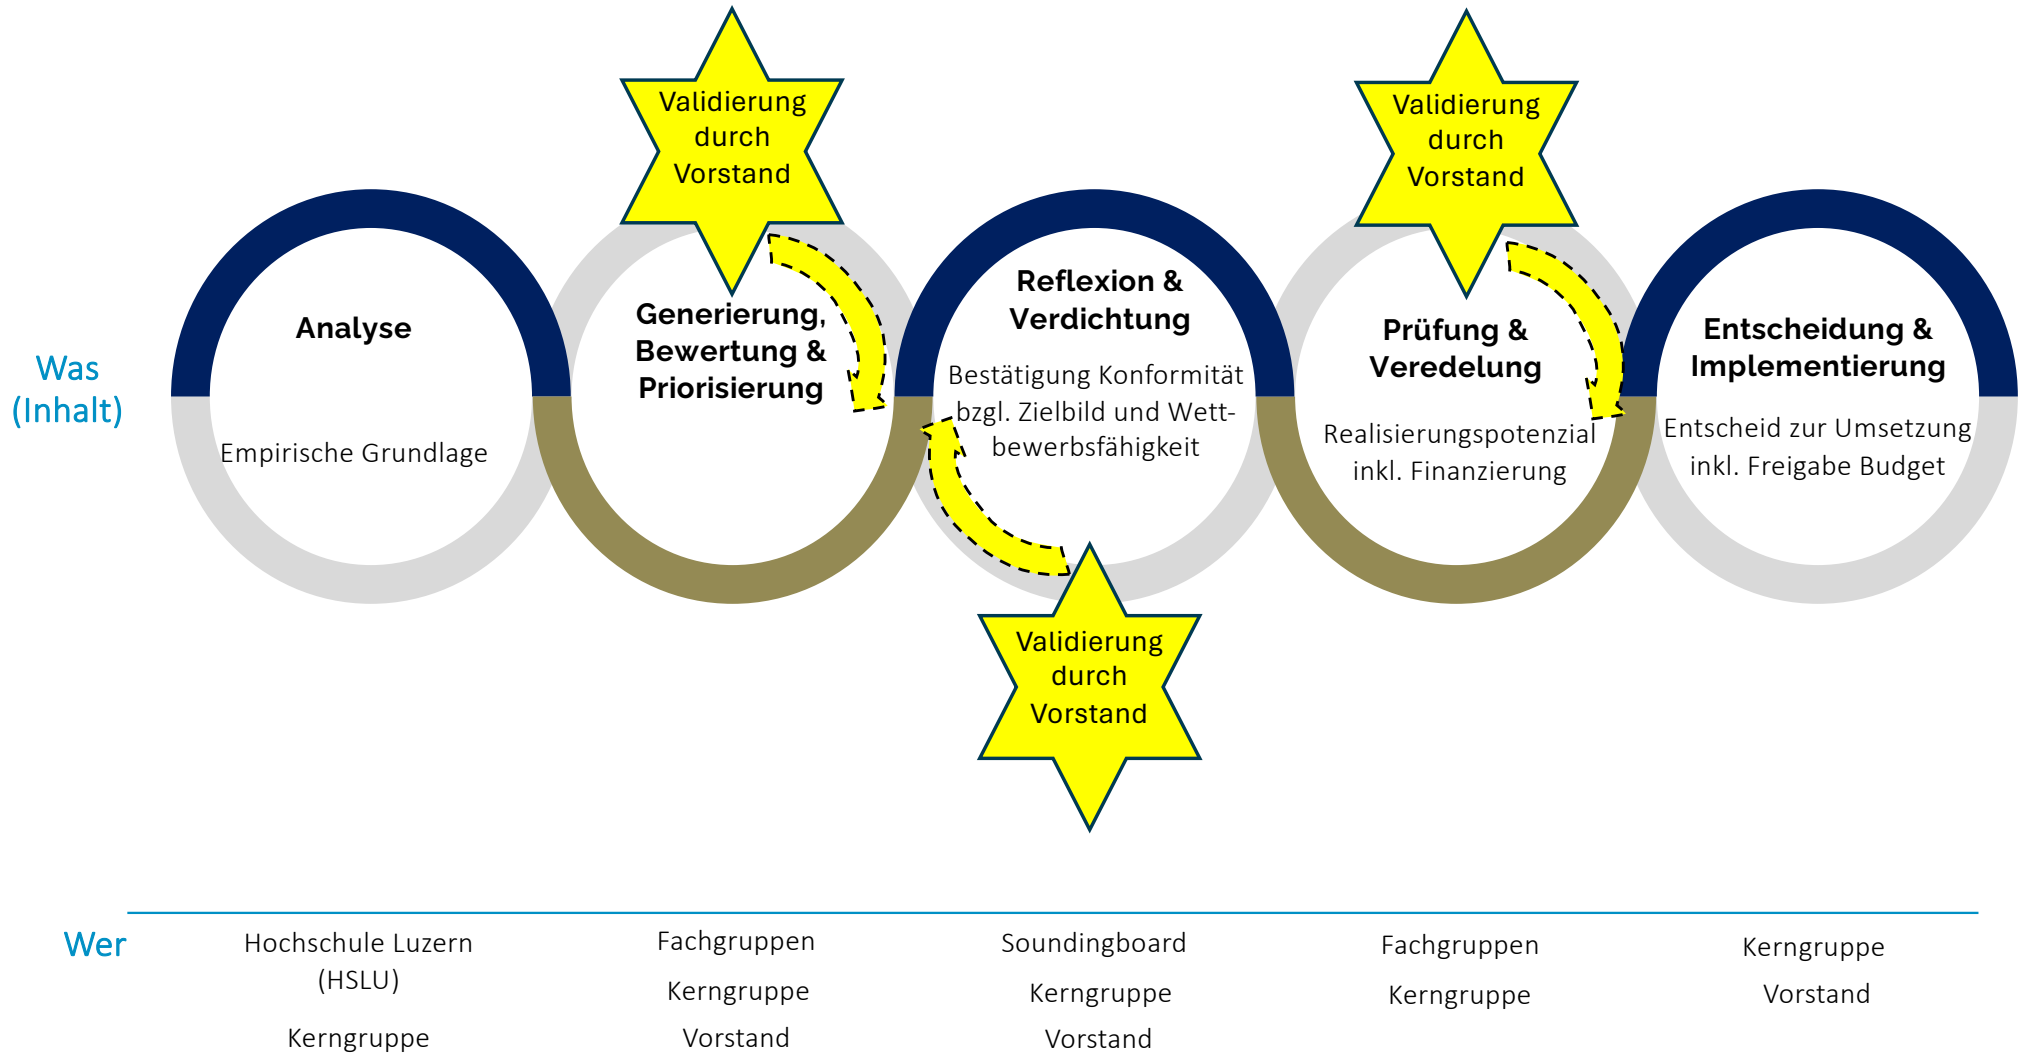 Validierung
durch
Vorstand
Validierung
durch
Vorstand
Was
(Inhalt)
Analyse
Empirische Grundlage
Generierung,
Bewertung &
Priorisierung
Reflexion &
Verdichtung
Bestätigung Konformität
bzgl. Zielbild und Wett-
bewerbsfähigkeit
Prüfung &
Veredelung
Realisierungspotenzial
inkl. Finanzierung
Entscheidung &
Implementierung
Entscheid zur Umsetzung
inkl. Freigabe Budget
Validierung
durch
Vorstand
Wer
Hochschule Luzern
(HSLU)
Kerngruppe
Fachgruppen
Kerngruppe
Vorstand
Soundingboard
Kerngruppe
Vorstand
Fachgruppen
Kerngruppe
Kerngruppe
Vorstand